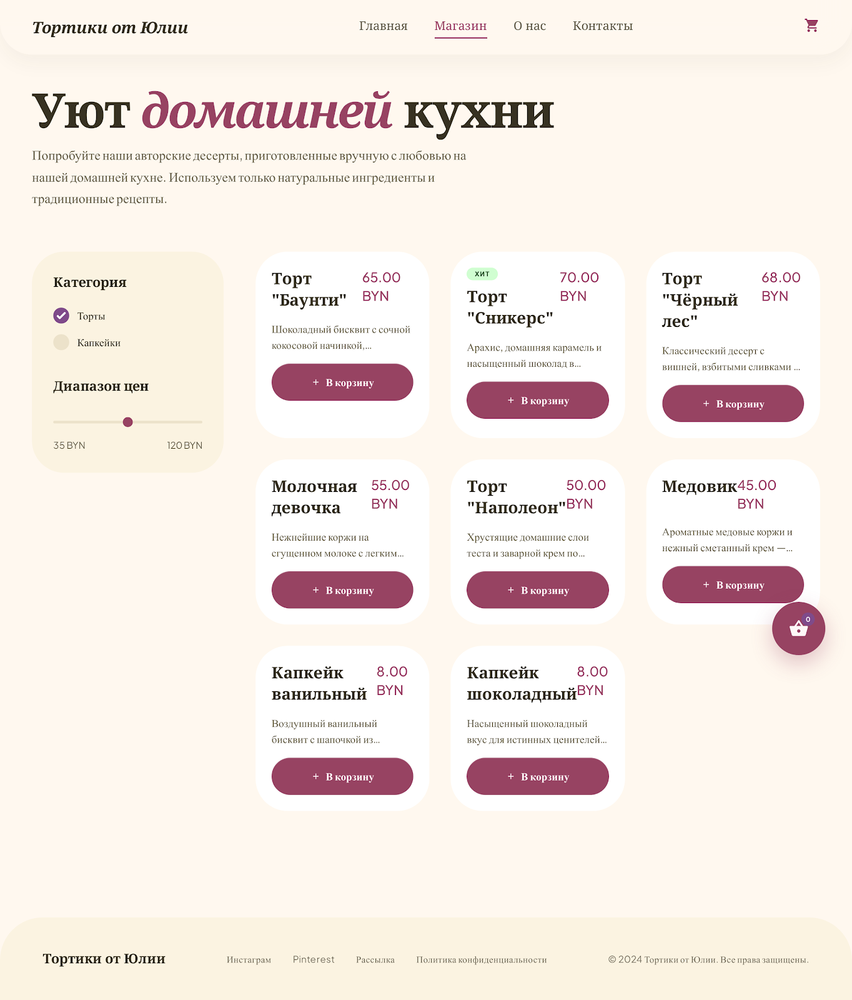 Тортики от Юлии
Главная
Магазин
О нас
Контакты
Уют домашней кухни
Попробуйте наши авторские десерты, приготовленные вручную с любовью на
нашей домашней кухне. Используем только натуральные ингредиенты и
традиционные рецепты.
Категория
Торты
Капкейки
Диапазон цен
35 BYN
120 BYN
Торт
"Баунти"
65.00
BYN
Шоколадный бисквит с сочной
кокосовой начинкой,...
+ В корзину
ХИТ
Торт
"Сникерс"
70.00
BYN
Арахис, домашняя карамель и
насыщенный шоколад в...
+ В корзину
Торт
"Чёрный
лес"
68.00
BYN
Классический десерт с
вишней, взбитыми сливками ...
+ В корзину
Молочная
девочка
55.00
BYN
Нежнейшие коржи на
сгущенном молоке с легким...
+ В корзину
Торт
"Наполеон"
50.00
BYN
Хрустящие домашние слои
теста и заварной крем по...
+ В корзину
Медовик
45.00
BYN
Ароматные медовые коржи и
нежный сметанный крем —...
+ В корзину
0
Капкейк
ванильный
8.00
BYN
Воздушный ванильный
бисквит с шапочкой из...
+ В корзину
Капкейк
шоколадный
8.00
BYN
Насыщенный шоколадный
вкус для истинных ценителей...
+ В корзину
Тортики от Юлии
Инстаграм
Pinterest
Рассылка
Политика конфиденциальности
© 2024 Тортики от Юлии. Все права защищены.